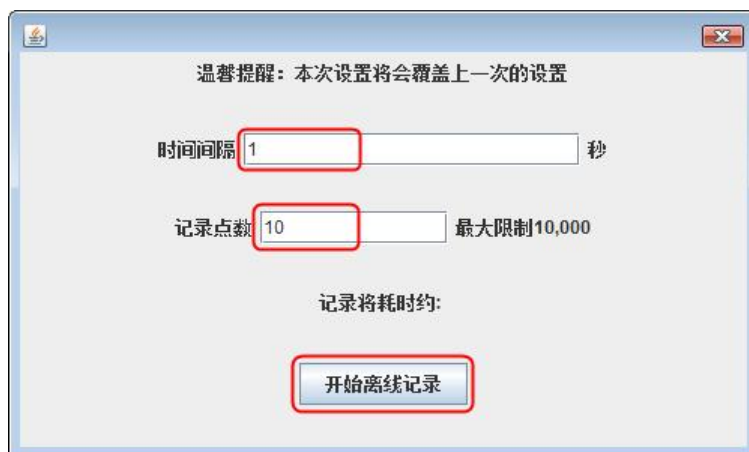 温馨提醒：本次设置将会覆盖上一次的设置
时间间隔 1 秒
记录点数 10 最大限制10,000
记录将耗时约:
开始离线记录